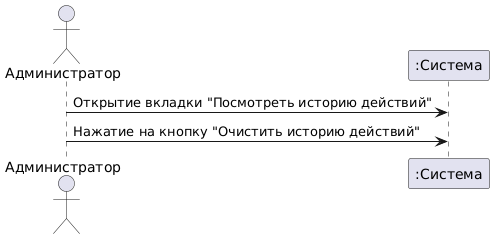 Администратор
:Система
Открытие вкладки "Посмотреть историю действий"
Нажатие на кнопку "Очистить историю действий"
Администратор
:Система